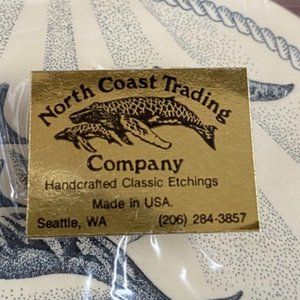 North Coast Trading
Company
Handcrafted Classic Etchings
Made in USA.
Seattle, WA (206) 284-3857